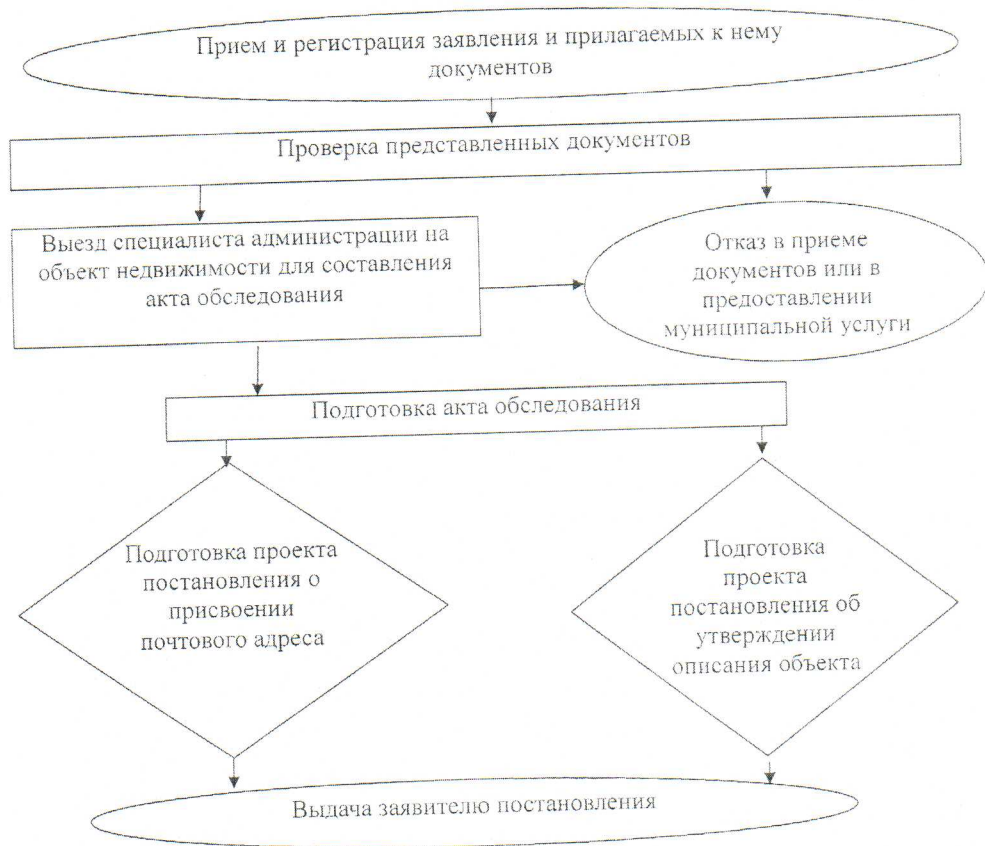 Прием и регистрация заявления и прилагаемых к нему
документов
Проверка представленных документов
Выезд специалиста администрации на
объект недвижимости для составления
акта обследования
Отказ в приеме
документов или в
предоставлении
муниципальной услуги
Подготовка акта обследования
Подготовка проекта
постановления о
присвоении
почтового адреса
Подготовка
проекта
постановления об
утверждении
описания объекта
Выдача заявителю постановления